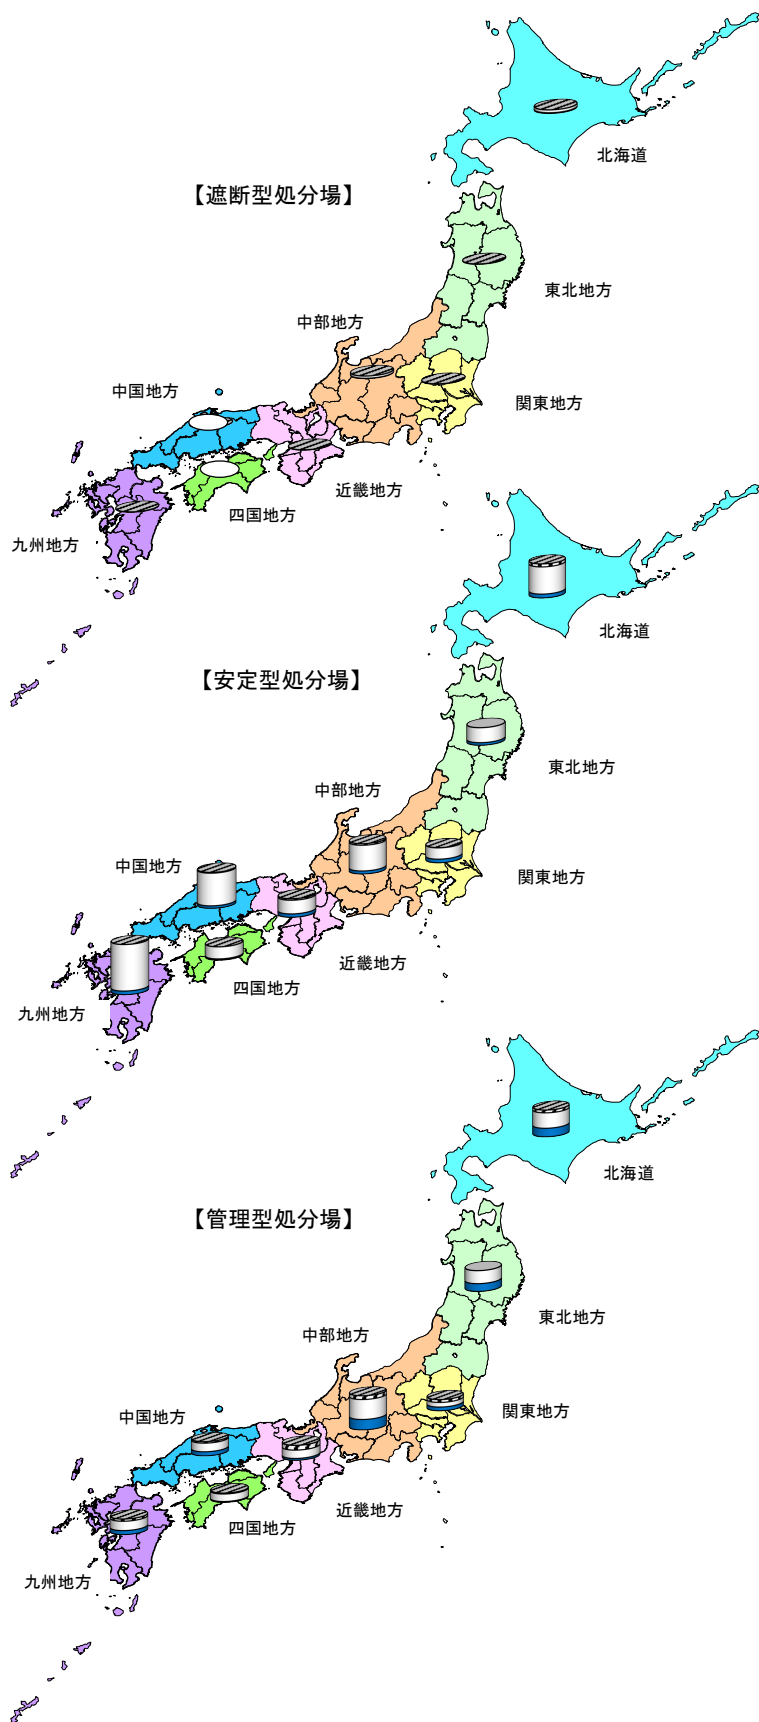 北海道
【遮断型処分場】
東北地方
中部地方
中国地方
関東地方
近畿地方
四国地方
九州地方
北海道
【安定型処分場】
東北地方
中部地方
中国地方
関東地方
近畿地方
四国地方
九州地方
北海道
【管理型処分場】
東北地方
中部地方
関東地方
中国地方
近畿地方
四国地方
九州地方